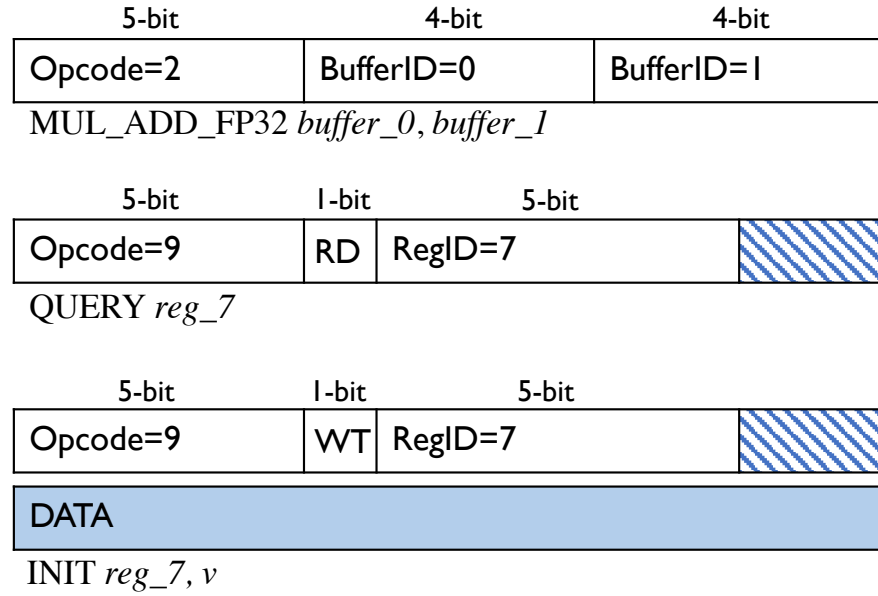 5-bit 4-bit 4-bit
Opcode=2 BufferID=0 BufferID=1
MUL_ADD_FP32 buffer_0, buffer_1
5-bit 1-bit 5-bit
Opcode=9 RD RegID=7
QUERY reg_7
5-bit 1-bit 5-bit
Opcode=9 WT RegID=7
DATA
INIT reg_7, v